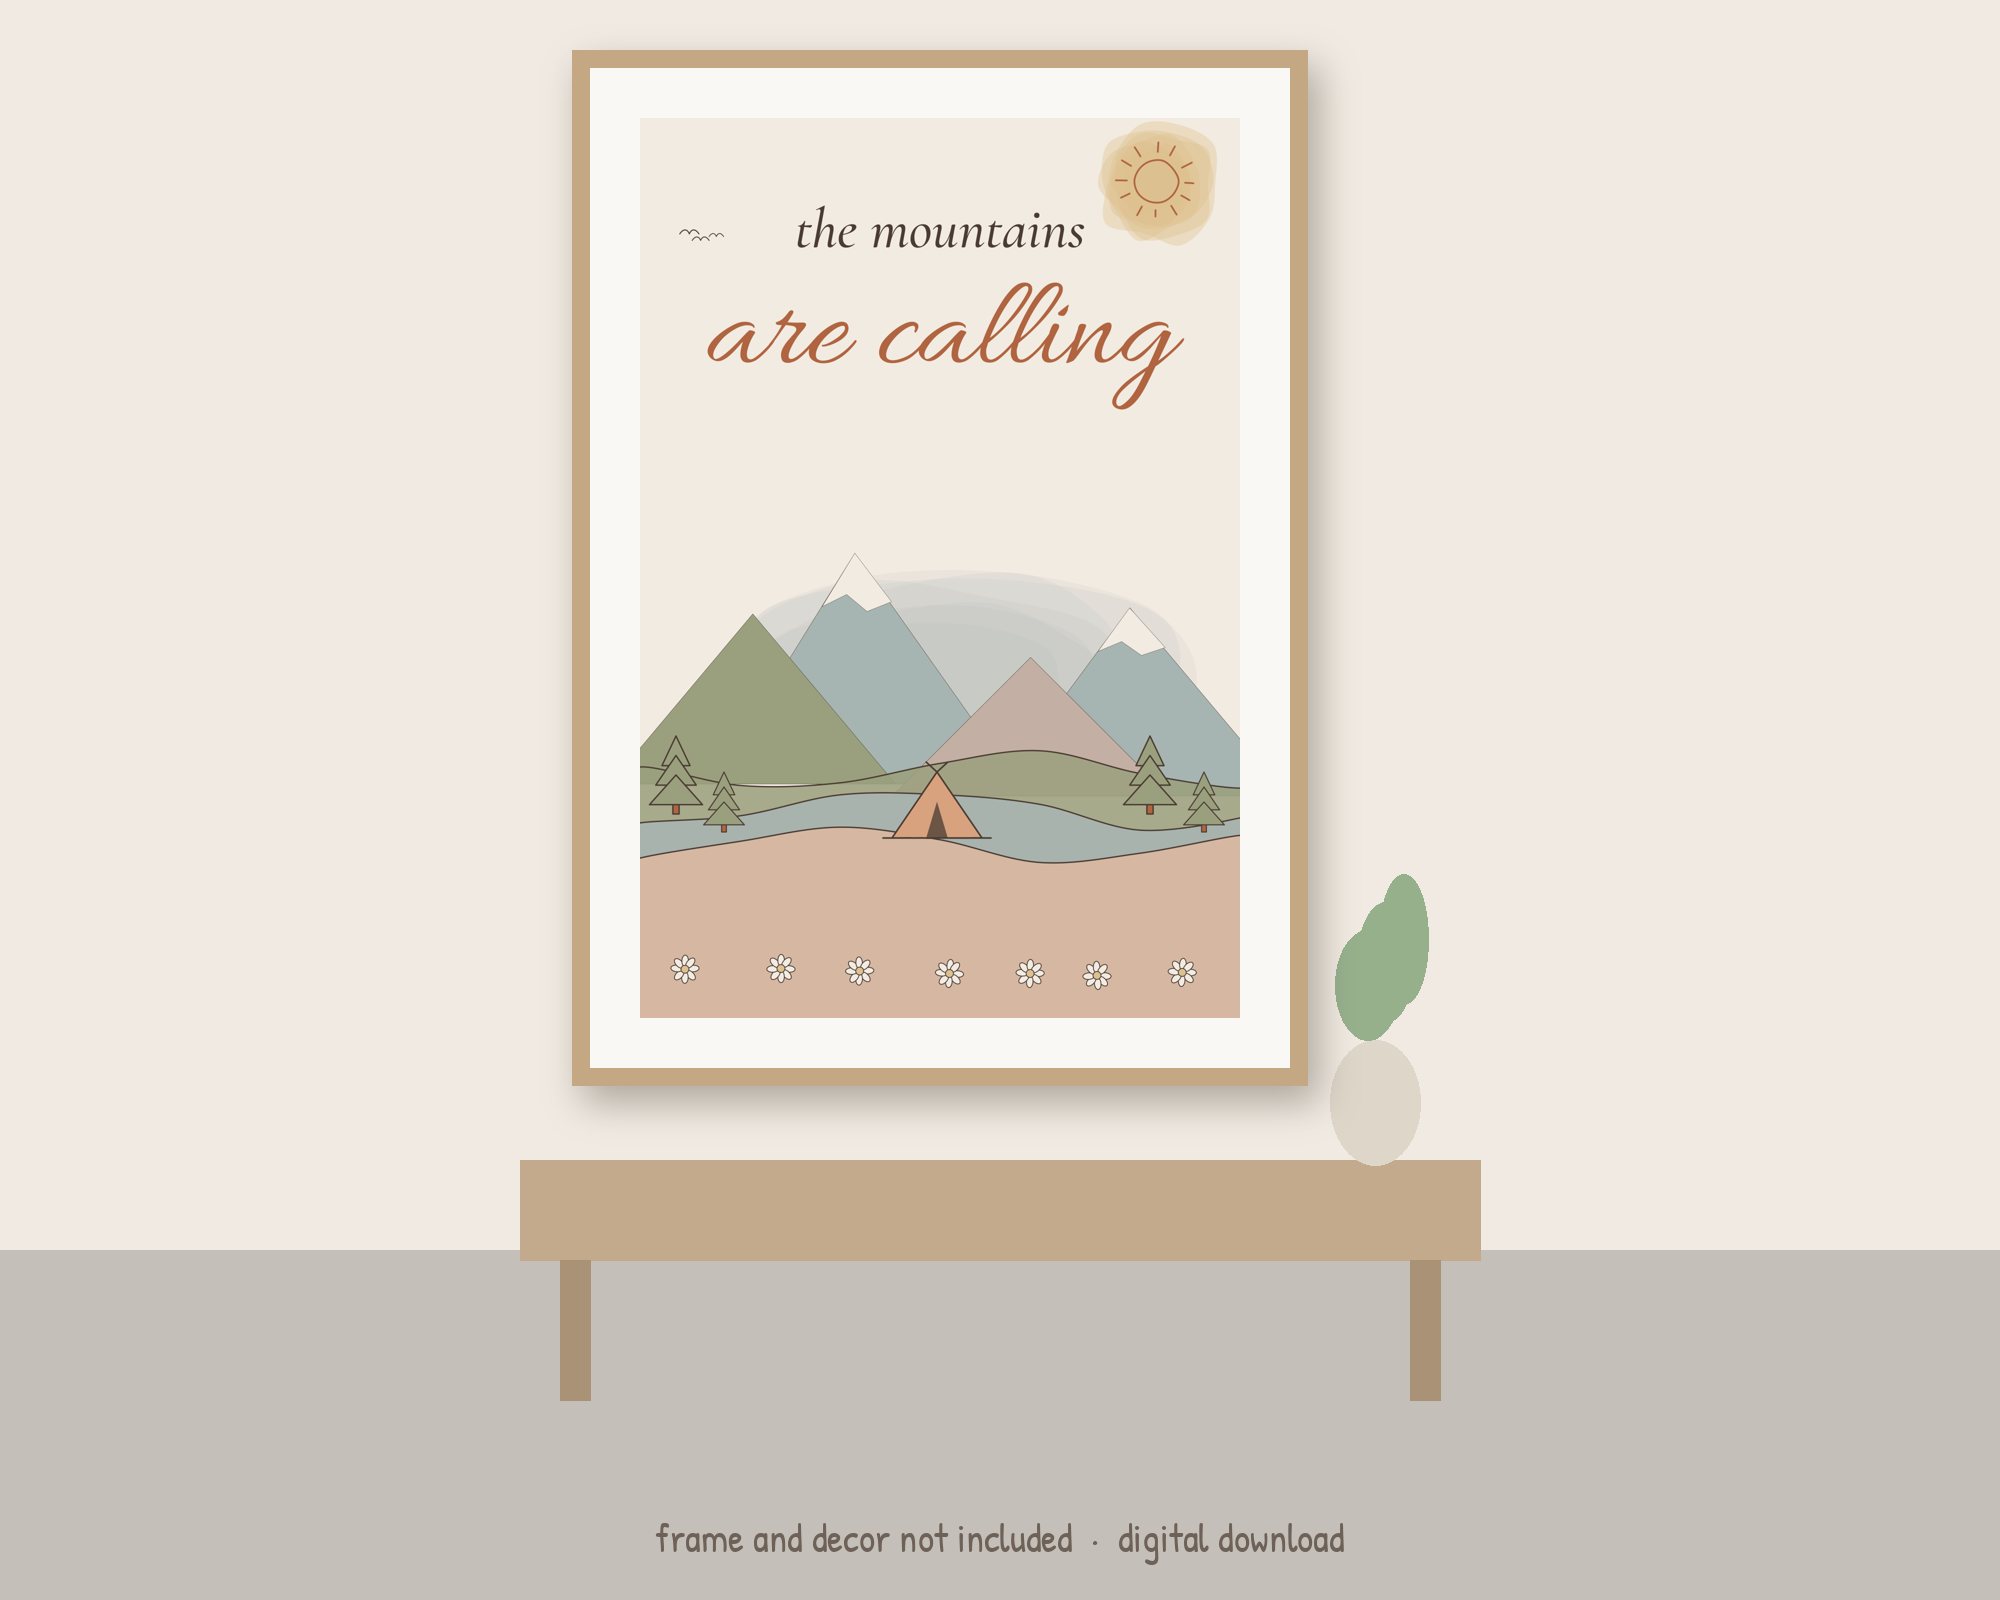 the mountains
are calling
frame and decor not included · digital download